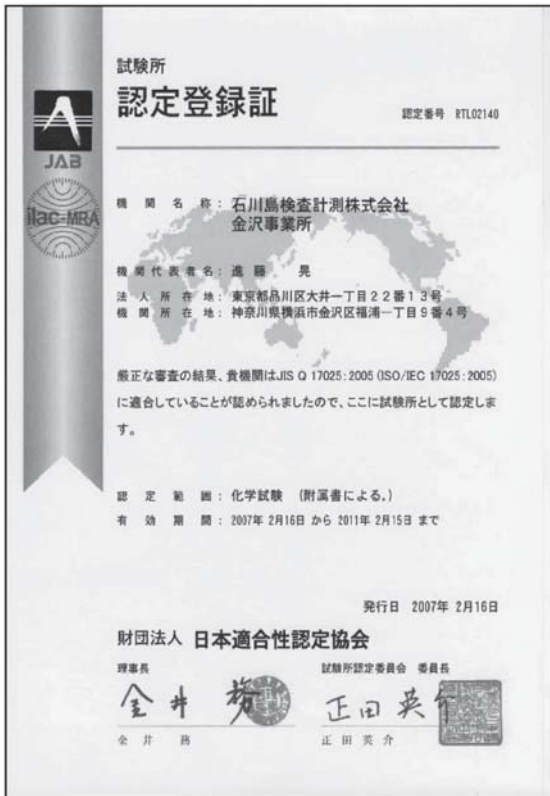 試験所
認定登録証
認定番号 RTL02140
JAB
ilac-MRA
機関名称: 石川島検査計測株式会社
金沢事業所
機関代表者名: 進藤 晃
法人所在地: 東京都品川区大井一丁目22番13号
機関所在地: 神奈川県横浜市金沢区福浦一丁目9番4号
厳正な審査の結果、貴機関はJIS Q 17025:2005 (ISO/IEC 17025:2005)
に適合していることが認められましたので、ここに試験所として認定しま
す。
認定範囲: 化学試験 (附属書による。)
有効期間: 2007年 2月16日 から 2011年 2月15日 まで
発行日 2007年 2月16日
財団法人 日本適合性認定協会
理事長 試験所認定委員会 委員長
金井 務 正田英介
金井務 正田英介